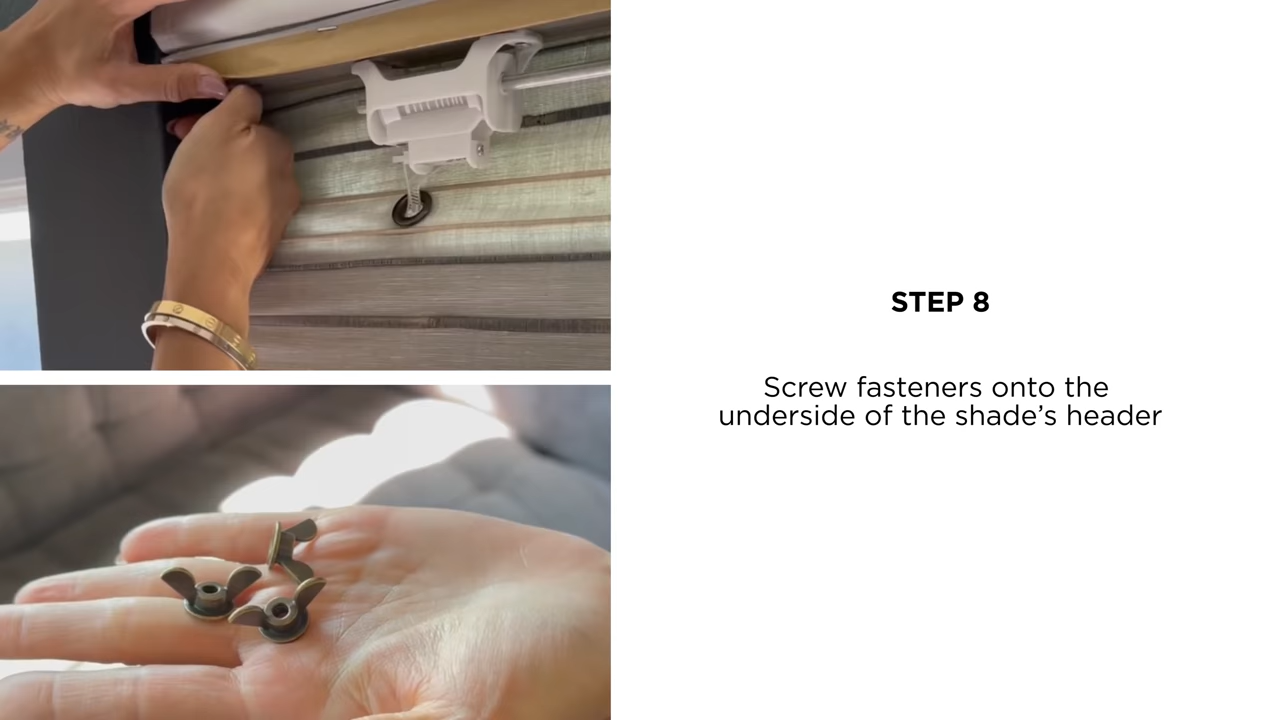 STEP 8
Screw fasteners onto the
underside of the shade’s header